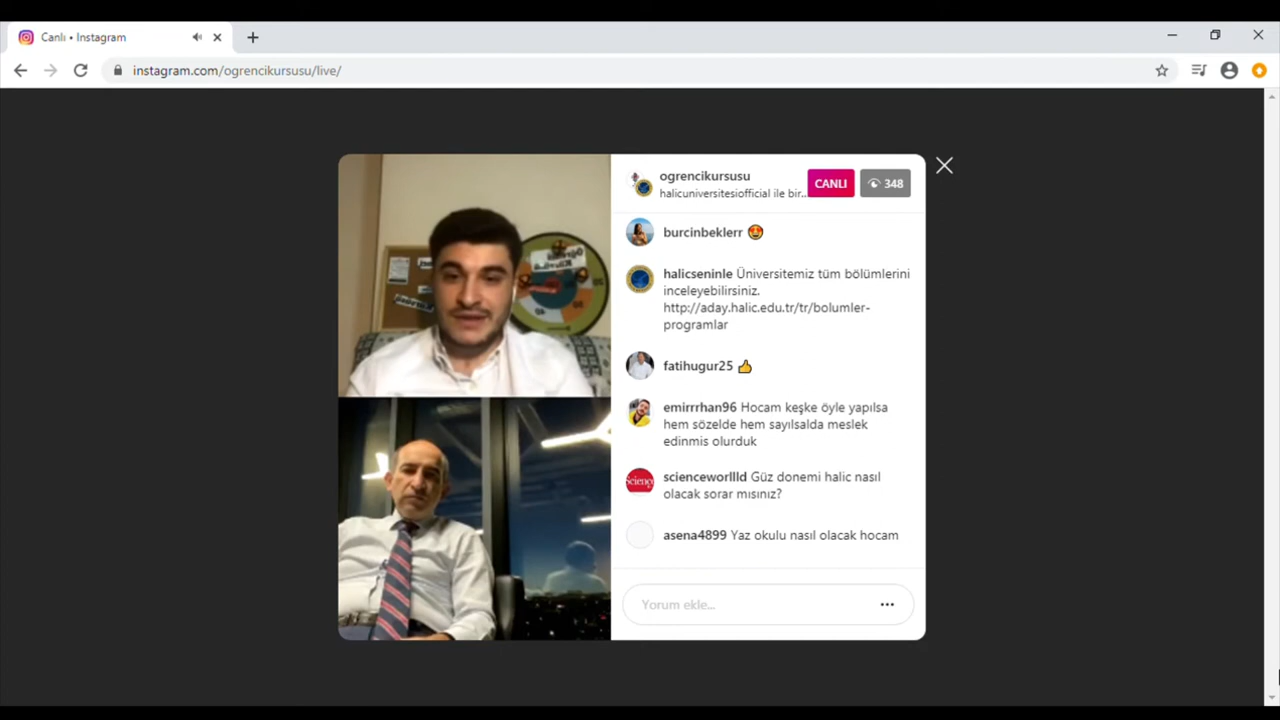 Canlı • Instagram
instagram.com/ogrencikursusu/live/
ogrencikursusu
halicuniversitesiofficial ile bir...
CANLI
348
burcinbeklerr 😍
halicseninle Üniversitemiz tüm bölümlerini
inceleyebilirsiniz.
http://aday.halic.edu.tr/tr/bolumler-
programlar
fatihugur25 👍
emirrrhan96 Hocam keşke öyle yapılsa
hem sözelde hem sayılsalda meslek
edinmis olurduk
Science
scienceworllld Güz donemi halic nasıl
olacak sorar mısınız?
asena4899 Yaz okulu nasıl olacak hocam
Yorum ekle...